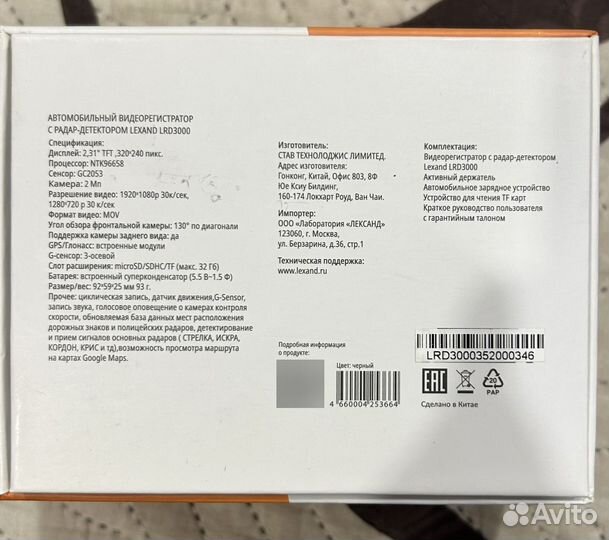 АВТОМОБИЛЬНЫЙ ВИДЕОРЕГИСТРАТОР
С РАДАР-ДЕТЕКТОРОМ LEXAND LRD3000
Спецификация:
Дисплей: 2,31" TFT ,320*240 пикс.
Процессор: NTK96658
Сенсор: GC2053
Камера: 2 Мп
Разрешение видео: 1920*1080p 30к/сек,
1280*720 p 30 к/сек
Формат видео: MOV
Угол обзора фронтальной камеры: 130° по диагонали
Поддержка камеры заднего вида: да
GPS/Глонасс: встроенные модули
G-сенсор: 3-осевой
Слот расширения: microSD/SDHC/TF (макс. 32 Гб)
Батарея: встроенный суперконденсатор (5.5 В~1.5 Ф)
Размер/вес: 92*59*25 мм 93 г.
Прочее: циклическая запись, датчик движения,G-Sensor,
запись звука, голосовое оповещение о камерах контроля
скорости, обновляемая база данных мест расположения
дорожных знаков и полицейских радаров, детектирование
и прием сигналов основных радаров ( СТРЕЛКА, ИСКРА,
КОРДОН, КРИС и тд),возможность просмотра маршрута
на картах Google Maps.
Изготовитель:
СТАВ ТЕХНОЛОДЖИС ЛИМИТЕД.
Адрес изготовителя:
Гонконг, Китай, Офис 803, 8Ф
Юе Ксиу Билдинг,
160-174 Локхарт Роуд, Ван Чаи.
Импортер:
ООО «Лаборатория «ЛЕКСАНД»
123060, г. Москва,
ул. Берзарина, д.36, стр.1
Техническая поддержка:
www.lexand.ru
Подробная информация
о продукте:
Цвет: черный
4 660004 253664
Комплектация:
Видеорегистратор с радар-детектором
Lexand LRD3000
Активный держатель
Автомобильное зарядное устройство
Устройство для чтения TF карт
Краткое руководство пользователя
с гарантийным талоном
LRD3000352000346
EAC
20
PAP
Сделано в Китае
Avito